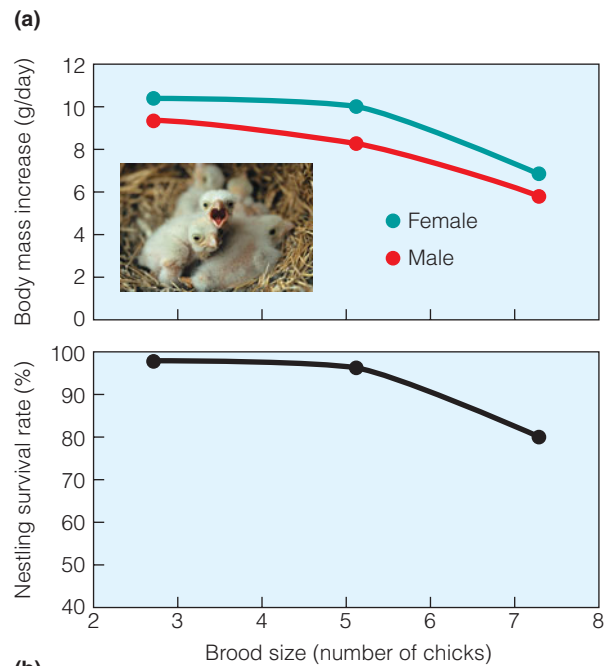 (a)
Body mass increase (g/day)
12
10
8
6
4
2
0
Female
Male
Nestling survival rate (%)
100
90
80
70
60
50
40
2 3 4 5 6 7 8
Brood size (number of chicks)